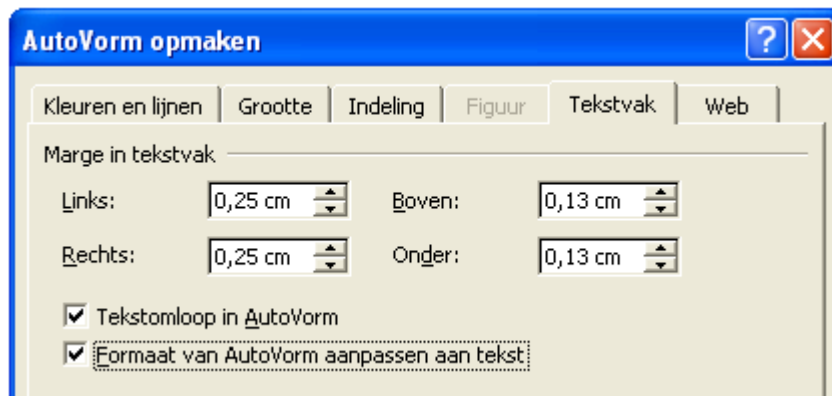 AutoVorm opmaken
Kleuren en lijnen Grootte Indeling Figuur Tekstvak Web
Marge in tekstvak
Links: 0,25 cm Boven: 0,13 cm
Rechts: 0,25 cm Onder: 0,13 cm
Tekstomloop in AutoVorm
Formaat van AutoVorm aanpassen aan tekst